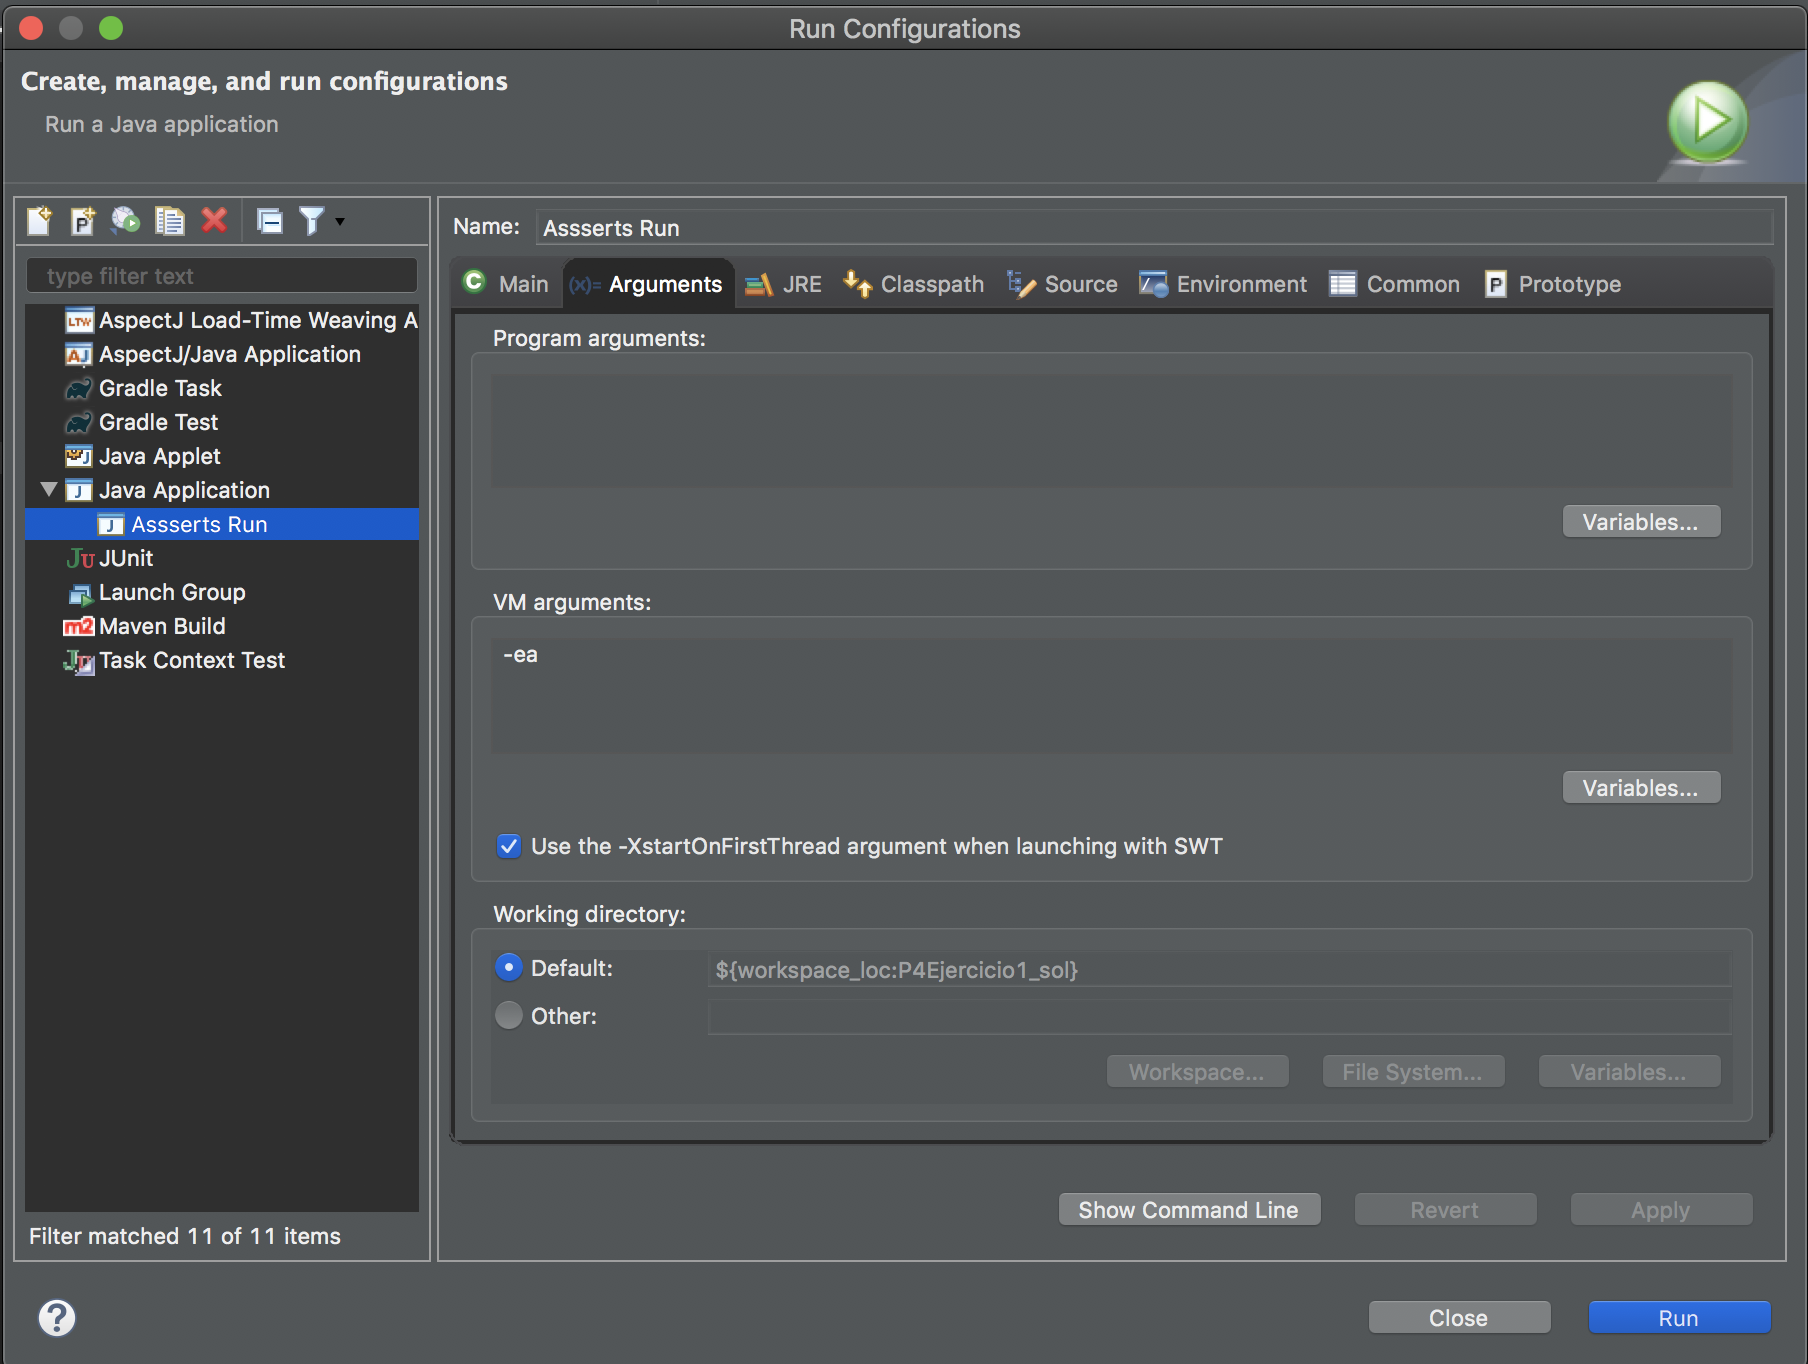 Run Configurations
Create, manage, and run configurations
Run a Java application
type filter text
LTW AspectJ Load-Time Weaving A
AJ AspectJ/Java Application
Gradle Task
Gradle Test
J Java Applet
J Java Application
J Assserts Run
JU JUnit
Launch Group
m2 Maven Build
Task Context Test
Filter matched 11 of 11 items
Name: Assserts Run
C Main (x)= Arguments JRE Classpath Source Environment Common P Prototype
Program arguments:
Variables...
VM arguments:
-ea
Variables...
Use the -XstartOnFirstThread argument when launching with SWT
Working directory:
Default: ${workspace_loc:P4Ejercicio1_sol}
Other:
Workspace... File System... Variables...
Show Command Line Revert Apply
? Close Run